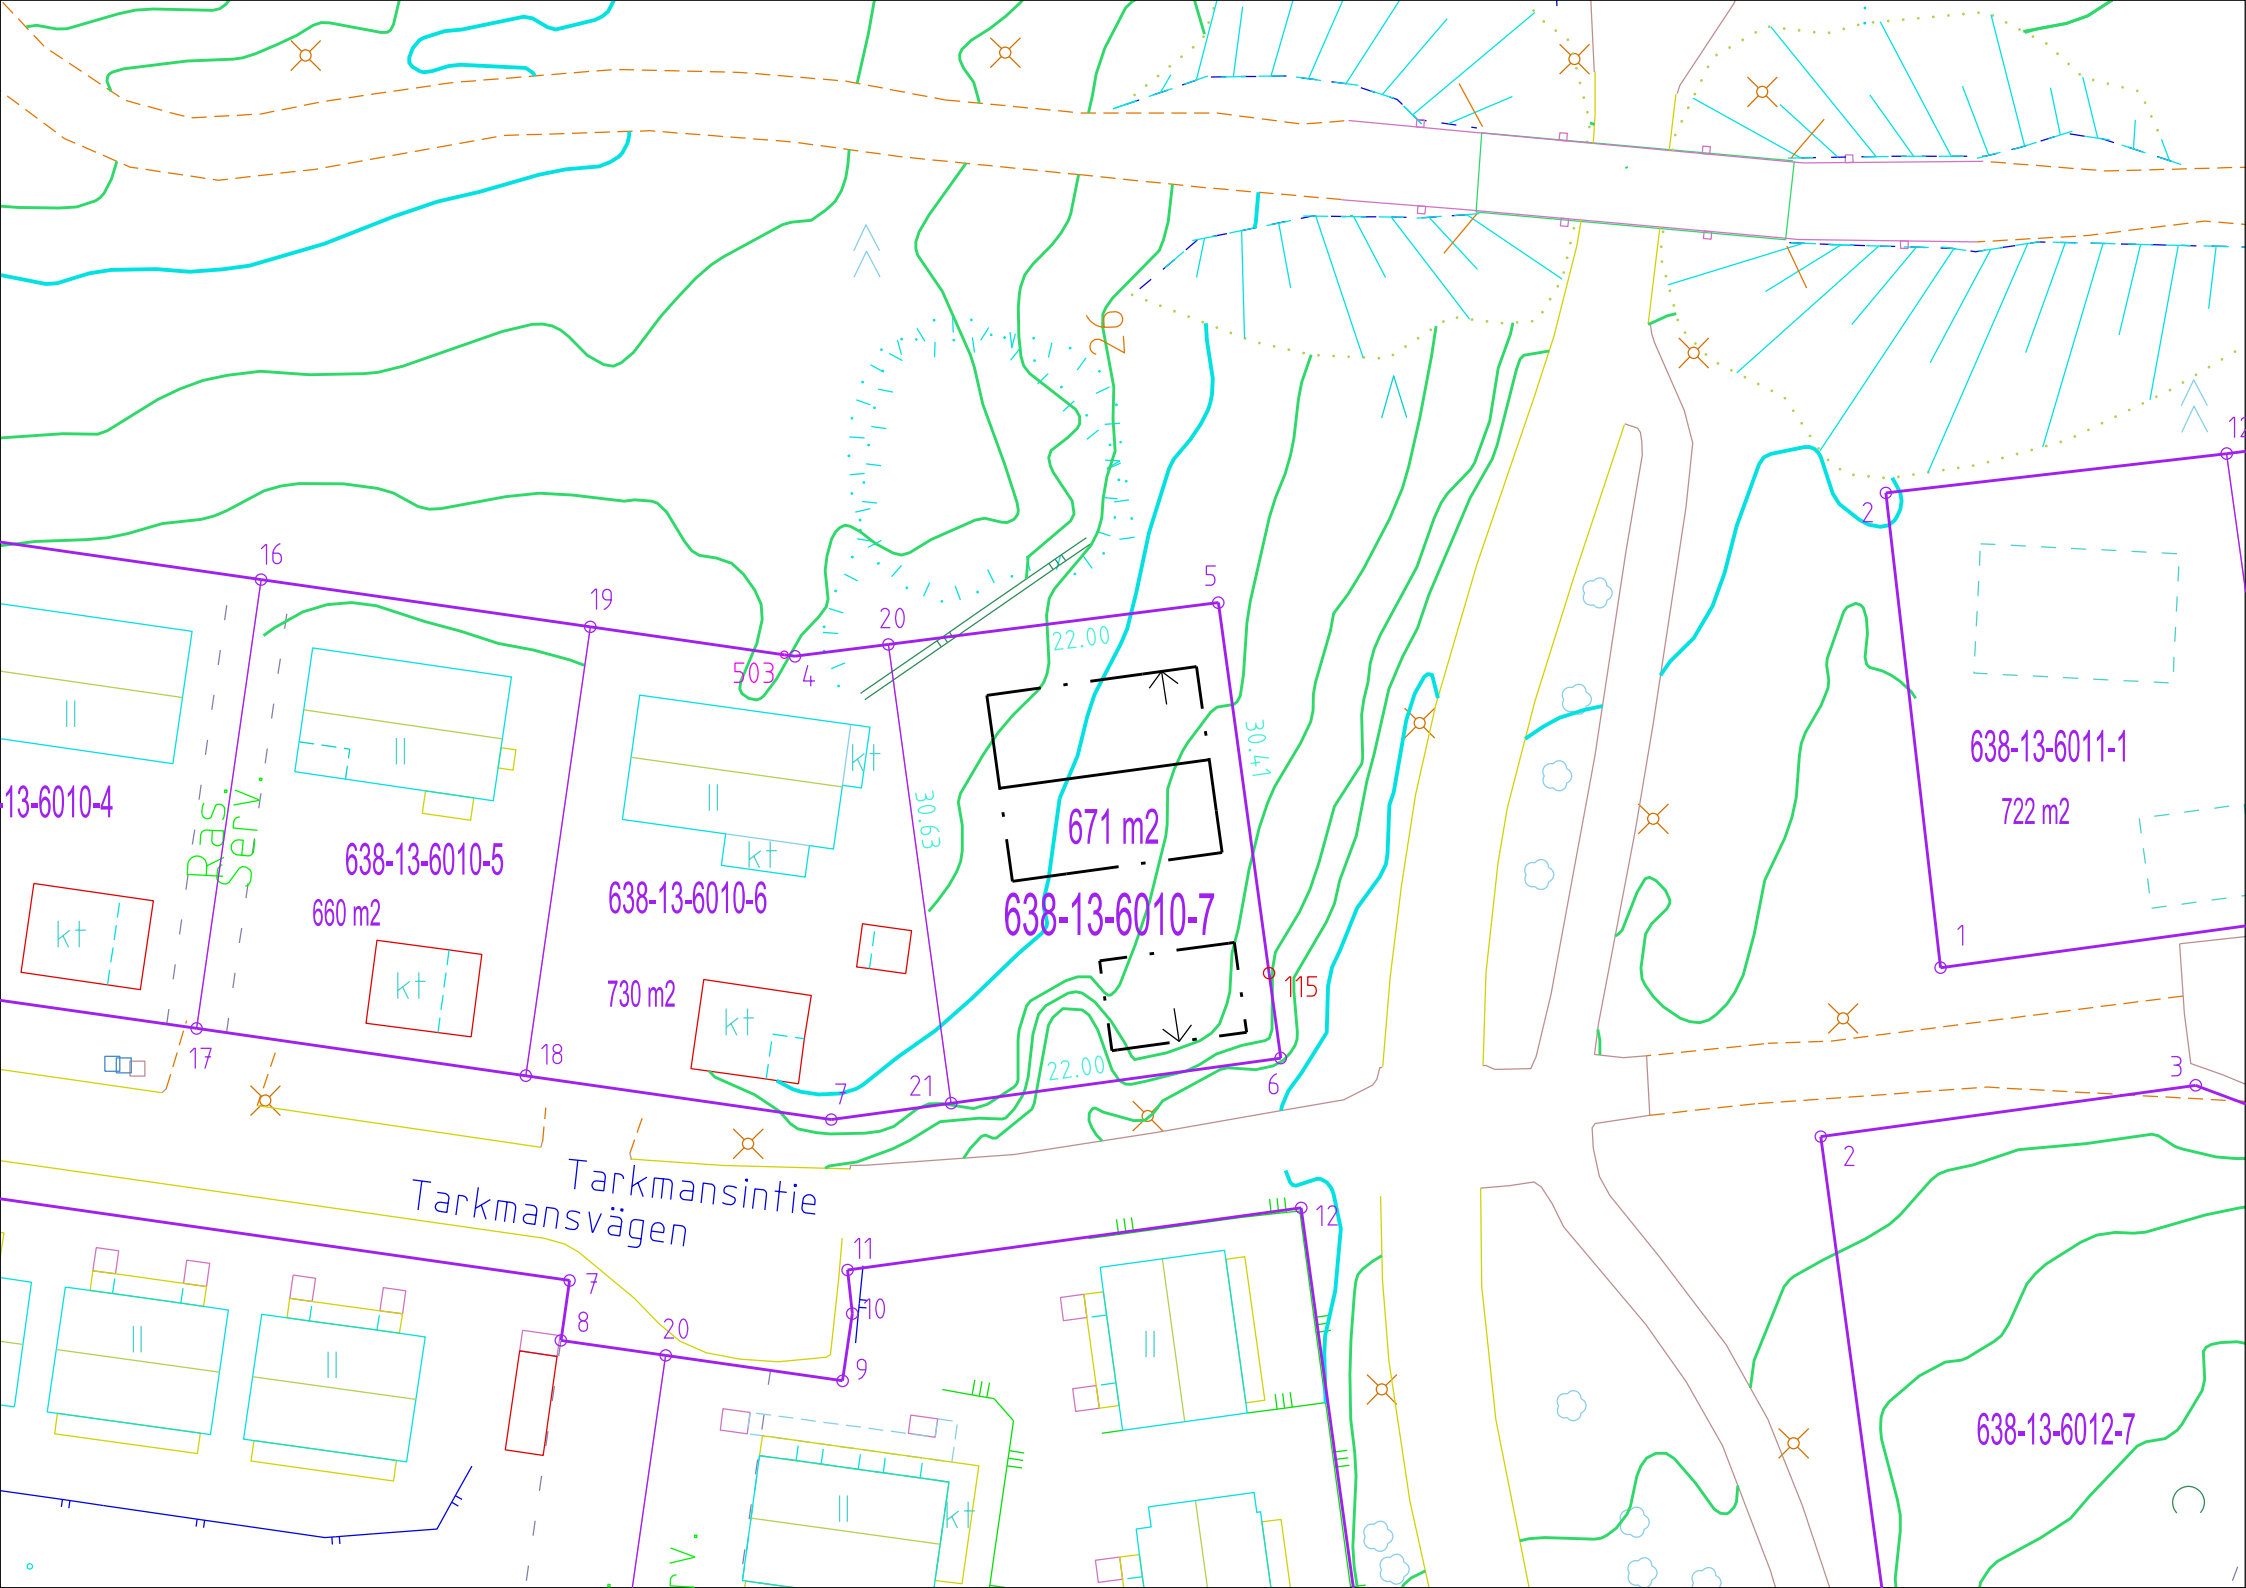 26
12
2
16
19
5
20
22.00
503
4
638-13-6011-1
30.41
kt
||
||
||
-13-6010-4
30.63
671 m2
722 m2
Ras.
Serv.
638-13-6010-5
kt
638-13-6010-6
638-13-6010-7
660 m2
kt
1
kt
730 m2
115
kt
17
18
22.00
7
21
6
3
2
Tarkmansintie
Tarkmansvägen
12
11
7
10
8
20
9
||
||
||
638-13-6012-7
||
kt
rv.